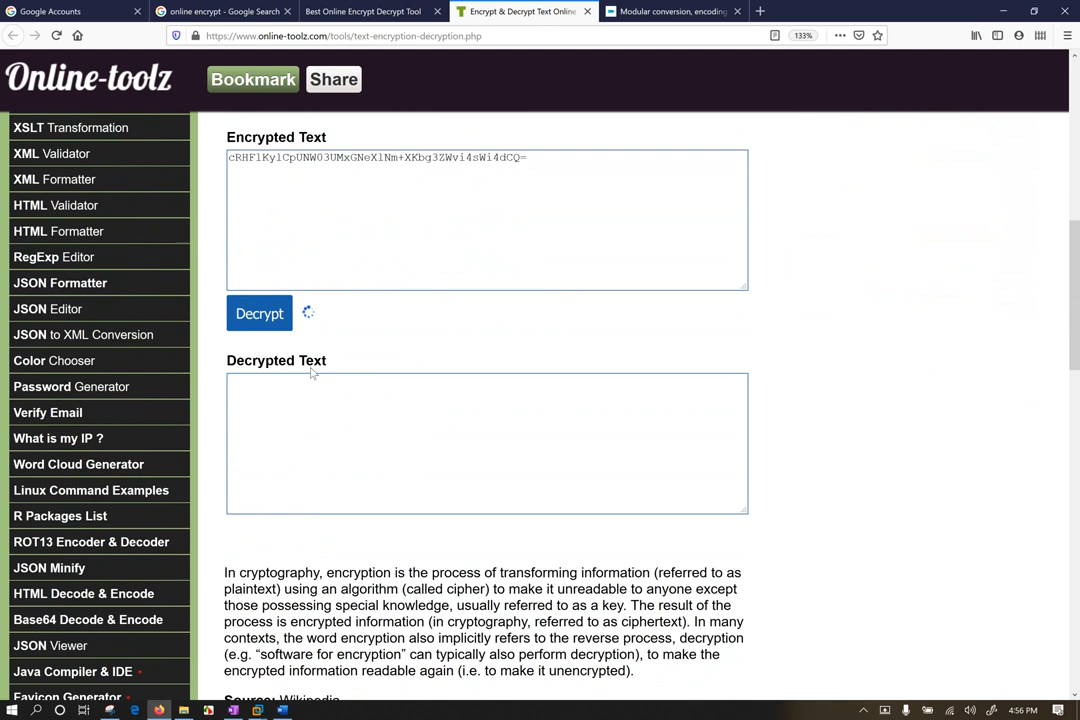 Google Accounts
online encrypt - Google Search
Best Online Encrypt Decrypt Tool
Encrypt & Decrypt Text Online
Modular conversion, encoding
https://www.online-toolz.com/tools/text-encryption-decryption.php
133%
Online-toolz
Bookmark
Share
XSLT Transformation
XML Validator
XML Formatter
HTML Validator
HTML Formatter
RegExp Editor
JSON Formatter
JSON Editor
JSON to XML Conversion
Color Chooser
Password Generator
Verify Email
What is my IP ?
Word Cloud Generator
Linux Command Examples
R Packages List
ROT13 Encoder & Decoder
JSON Minify
HTML Decode & Encode
Base64 Decode & Encode
JSON Viewer
Java Compiler & IDE
Favicon Generator
Encrypted Text
cRHFlKylCpUNW03UMxGNeXlNm+XKbg3ZWvi4sWi4dCQ=
Decrypt
Decrypted Text
In cryptography, encryption is the process of transforming information (referred to as
plaintext) using an algorithm (called cipher) to make it unreadable to anyone except
those possessing special knowledge, usually referred to as a key. The result of the
process is encrypted information (in cryptography, referred to as ciphertext). In many
contexts, the word encryption also implicitly refers to the reverse process, decryption
(e.g. “software for encryption” can typically also perform decryption), to make the
encrypted information readable again (i.e. to make it unencrypted).
Source: Wikipedia
4:56 PM